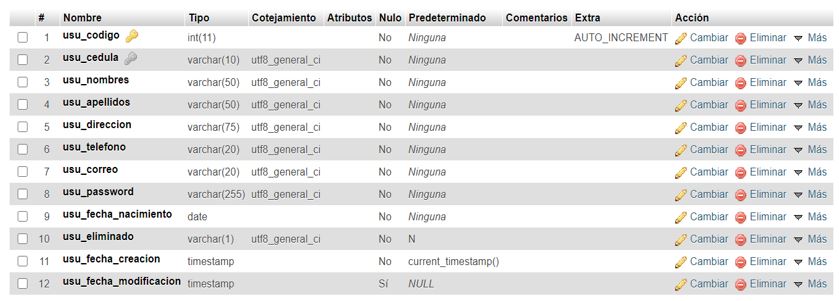 # Nombre Tipo Cotejamiento Atributos Nulo Predeterminado Comentarios Extra Acción
1 usu_codigo int(11) No Ninguna AUTO_INCREMENT Cambiar Eliminar Más
2 usu_cedula varchar(10) utf8_general_ci No Ninguna Cambiar Eliminar Más
3 usu_nombres varchar(50) utf8_general_ci No Ninguna Cambiar Eliminar Más
4 usu_apellidos varchar(50) utf8_general_ci No Ninguna Cambiar Eliminar Más
5 usu_direccion varchar(75) utf8_general_ci No Ninguna Cambiar Eliminar Más
6 usu_telefono varchar(20) utf8_general_ci No Ninguna Cambiar Eliminar Más
7 usu_correo varchar(20) utf8_general_ci No Ninguna Cambiar Eliminar Más
8 usu_password varchar(255) utf8_general_ci No Ninguna Cambiar Eliminar Más
9 usu_fecha_nacimiento date No Ninguna Cambiar Eliminar Más
10 usu_eliminado varchar(1) utf8_general_ci No N Cambiar Eliminar Más
11 usu_fecha_creacion timestamp No current_timestamp() Cambiar Eliminar Más
12 usu_fecha_modificacion timestamp Sí NULL Cambiar Eliminar Más